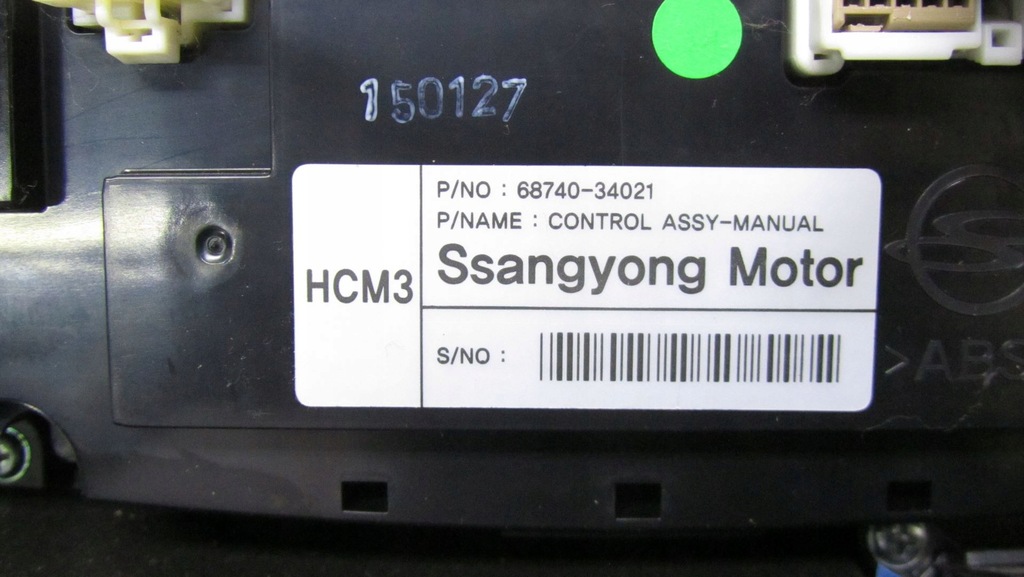 150127
P/NO : 68740-34021
P/NAME : CONTROL ASSY-MANUAL
HCM3
Ssangyong Motor
S/NO :
>ABS